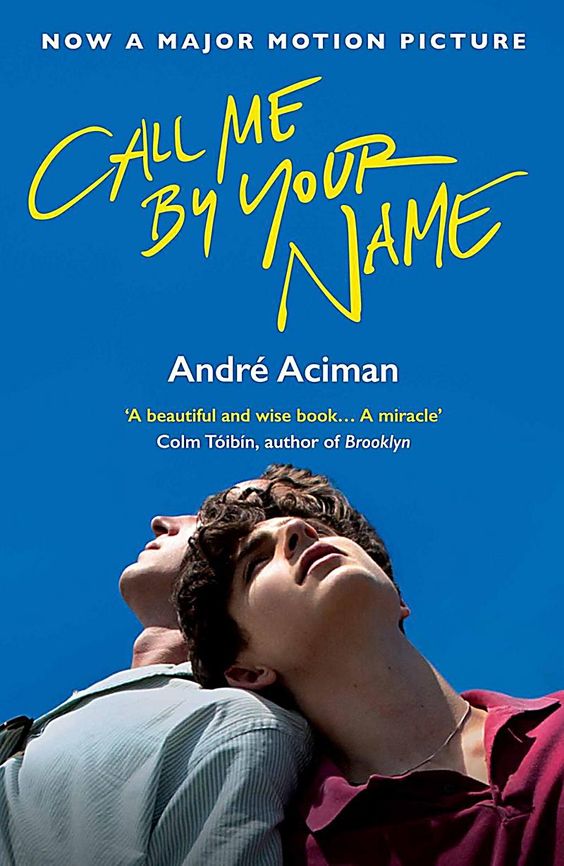 NOW A MAJOR MOTION PICTURE
CALL ME
BY YOUR
NAME
André Aciman
‘A beautiful and wise book… A miracle’
Colm Tóibín, author of Brooklyn